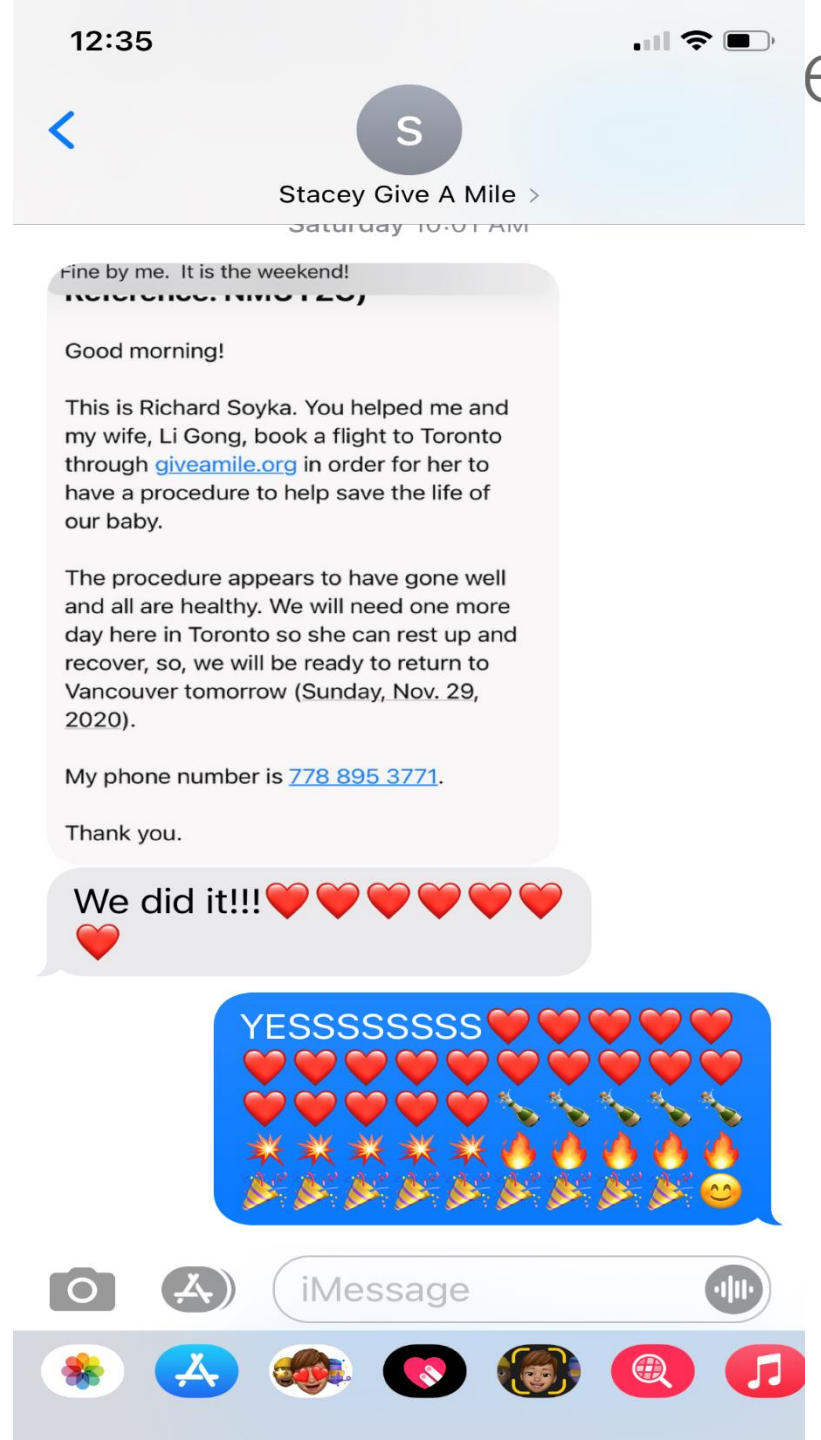 12:35
S
Stacey Give A Mile >
Saturday 10:01 AM
Fine by me. It is the weekend!
Good morning!
This is Richard Soyka. You helped me and
my wife, Li Gong, book a flight to Toronto
through giveamile.org in order for her to
have a procedure to help save the life of
our baby.
The procedure appears to have gone well
and all are healthy. We will need one more
day here in Toronto so she can rest up and
recover, so, we will be ready to return to
Vancouver tomorrow (Sunday, Nov. 29,
2020).
My phone number is 778 895 3771.
Thank you.
We did it!!!❤️❤️❤️❤️❤️❤️
❤️
YESSSSSSSS❤️❤️❤️❤️❤️
❤️❤️❤️❤️❤️❤️❤️❤️❤️❤️
❤️❤️❤️❤️❤️🍾🍾🍾🍾🍾
💥💥💥💥💥🔥🔥🔥🔥🔥
🎉🎉🎉🎉🎉🎉🎉🎉🎉😊
iMessage